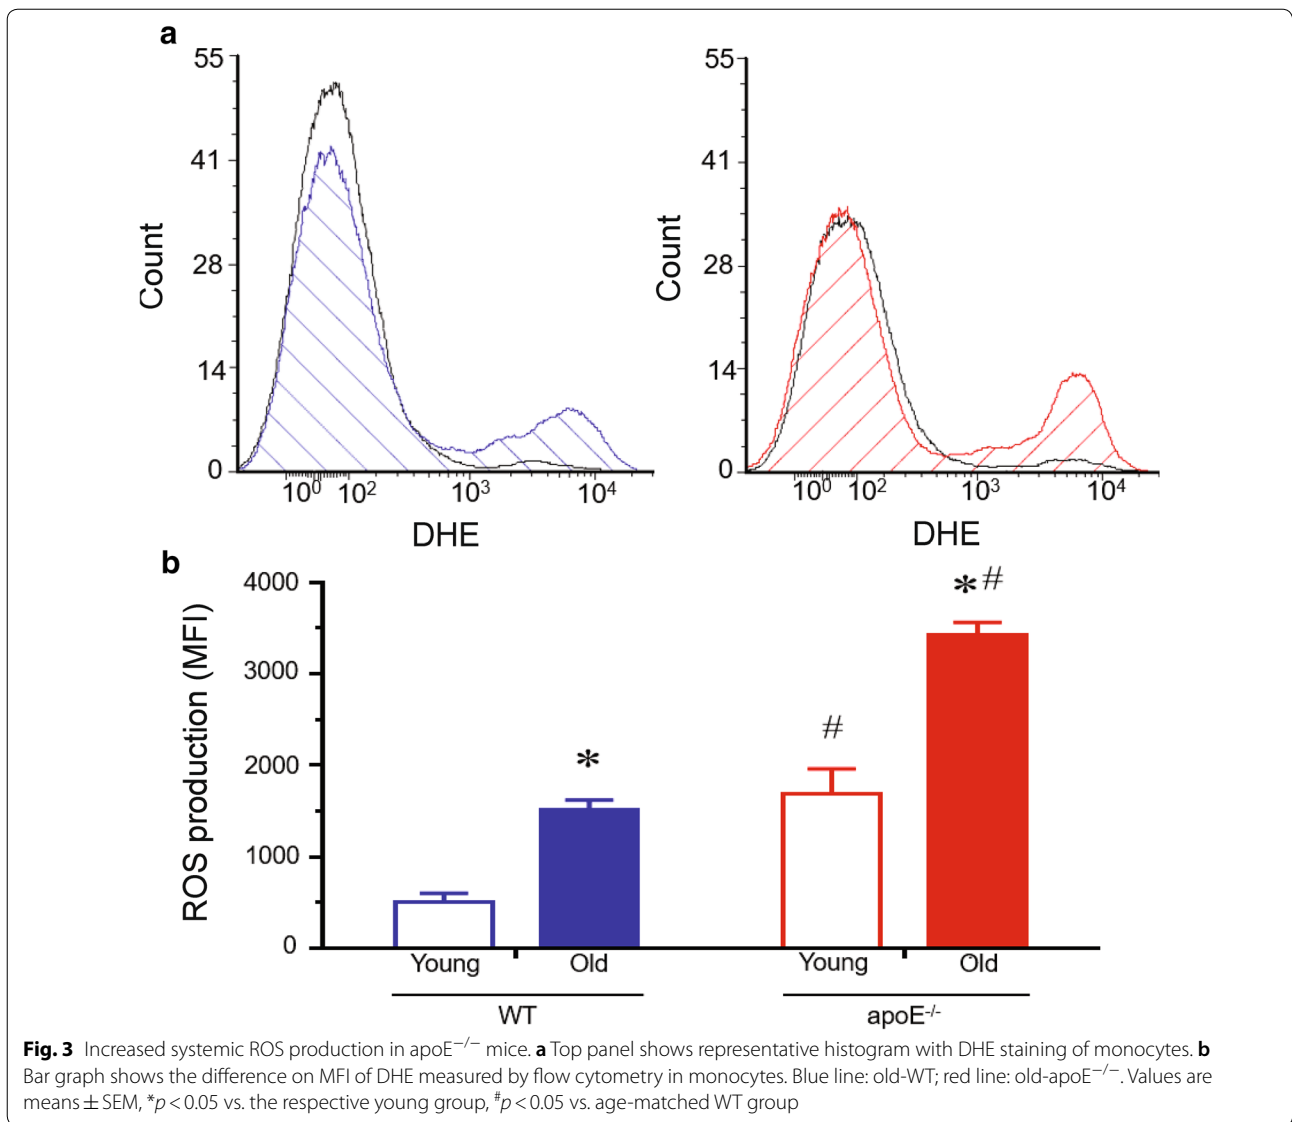 a
55
41
28
14
0
Count
10⁰ 10² 10³ 10⁴
DHE
55
41
28
14
0
Count
10⁰ 10² 10³ 10⁴
DHE
b
4000
3000
2000
1000
0
ROS production (MFI)
*
#
*#
Young Old Young Old
WT apoE-/-
Fig. 3 Increased systemic ROS production in apoE−/− mice. a Top panel shows representative histogram with DHE staining of monocytes. b
Bar graph shows the difference on MFI of DHE measured by flow cytometry in monocytes. Blue line: old-WT; red line: old-apoE−/−. Values are
means ± SEM, *p < 0.05 vs. the respective young group, #p < 0.05 vs. age-matched WT group